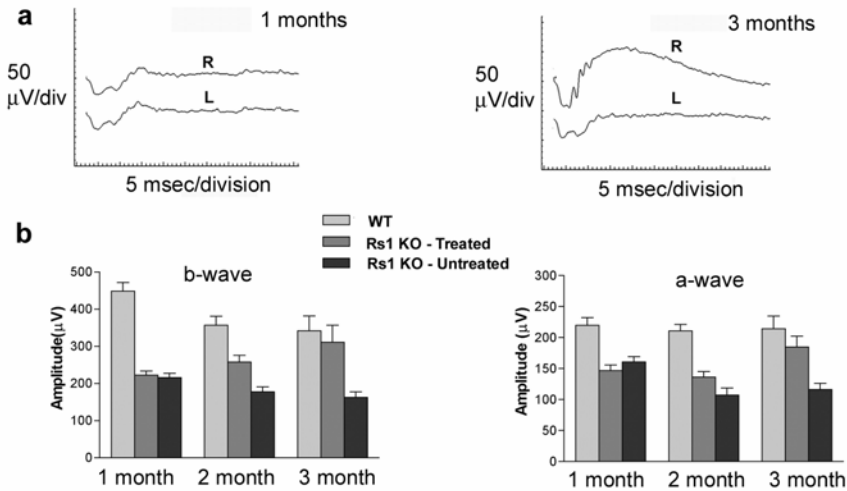 a
1 months
R
L
50
μV/div
5 msec/division
3 months
R
L
50
μV/div
5 msec/division
b
WT
Rs1 KO - Treated
Rs1 KO - Untreated
b-wave
Amplitude(μV)
500
400
300
200
100
0
1 month
2 month
3 month
a-wave
Amplitude (μV)
300
250
200
150
100
50
0
1 month
2 month
3 month